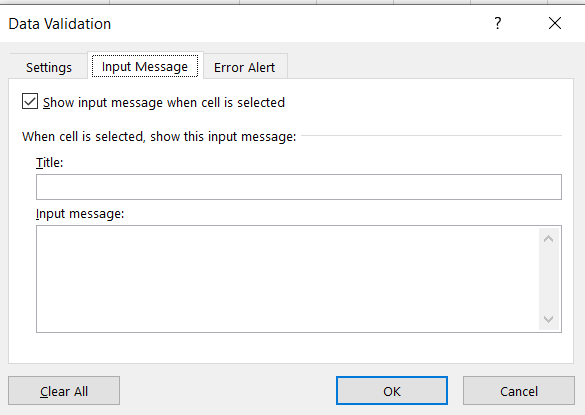 Data Validation ? ×
Settings Input Message Error Alert
Show input message when cell is selected
When cell is selected, show this input message:
Title:
Input message:
Clear All OK Cancel